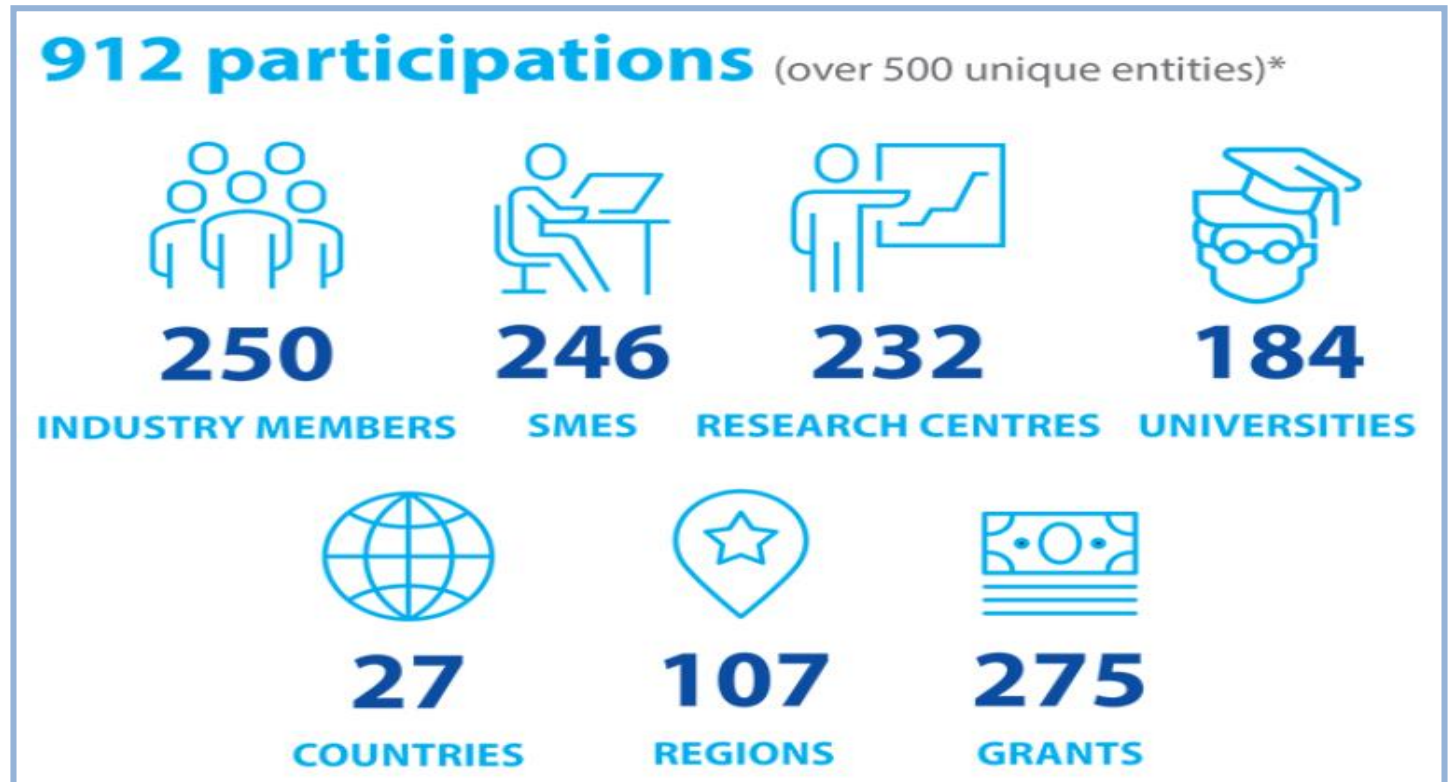 912 participations (over 500 unique entities)*
250 246 232 184
INDUSTRY MEMBERS SMES RESEARCH CENTRES UNIVERSITIES
27 107 275
COUNTRIES REGIONS GRANTS